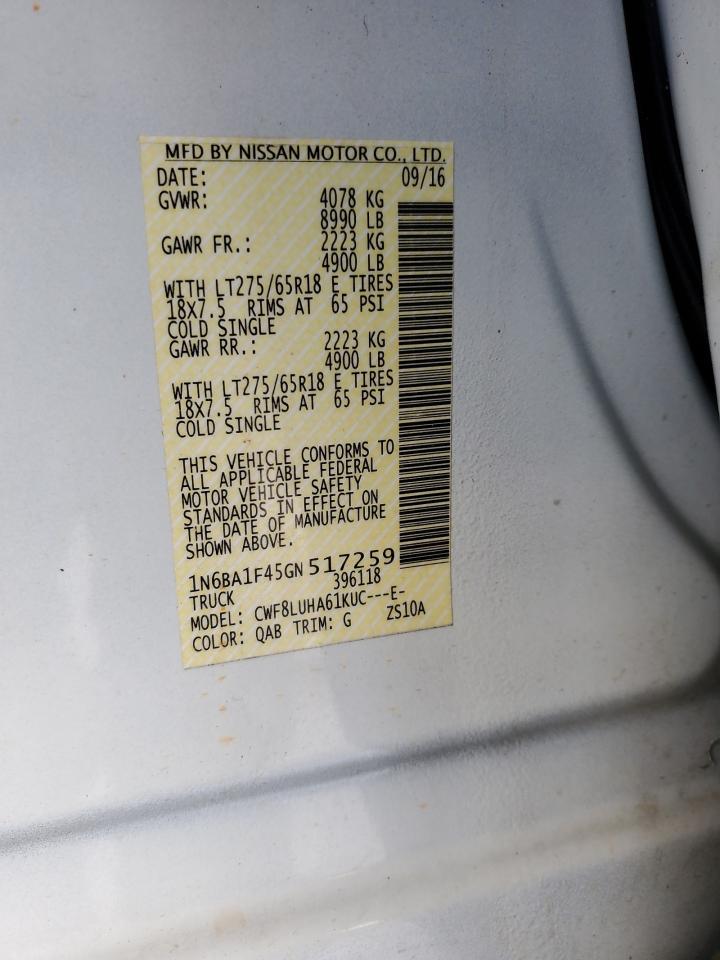 MFD BY NISSAN MOTOR CO., LTD.
DATE: 09/16
GVWR: 4078 KG
8990 LB
GAWR FR.: 2223 KG
4900 LB
WITH LT275/65R18 E TIRES
18X7.5 RIMS AT 65 PSI
COLD SINGLE
GAWR RR.: 2223 KG
4900 LB
WITH LT275/65R18 E TIRES
18X7.5 RIMS AT 65 PSI
COLD SINGLE
THIS VEHICLE CONFORMS TO
ALL APPLICABLE FEDERAL
MOTOR VEHICLE SAFETY
STANDARDS IN EFFECT ON
THE DATE OF MANUFACTURE
SHOWN ABOVE.
1N6BA1F45GN517259
TRUCK 396118
MODEL: CWF8LUHA61KUC---E-
COLOR: QAB TRIM: G ZS10A